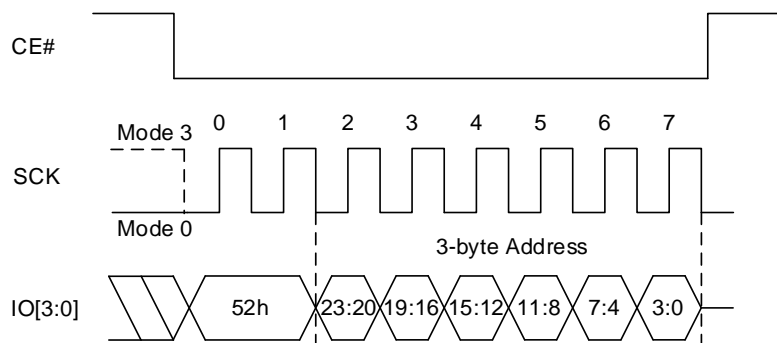 CE#
Mode 3
0 1 2 3 4 5 6 7
SCK
Mode 0
3-byte Address
IO[3:0]
52h 23:20 19:16 15:12 11:8 7:4 3:0